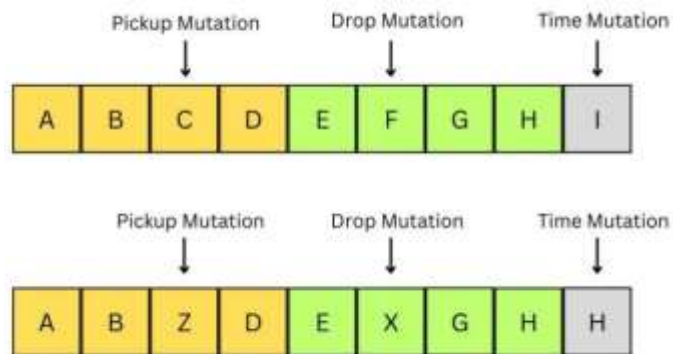 Pickup Mutation Drop Mutation Time Mutation
A B C D E F G H I
Pickup Mutation Drop Mutation Time Mutation
A B Z D E X G H H